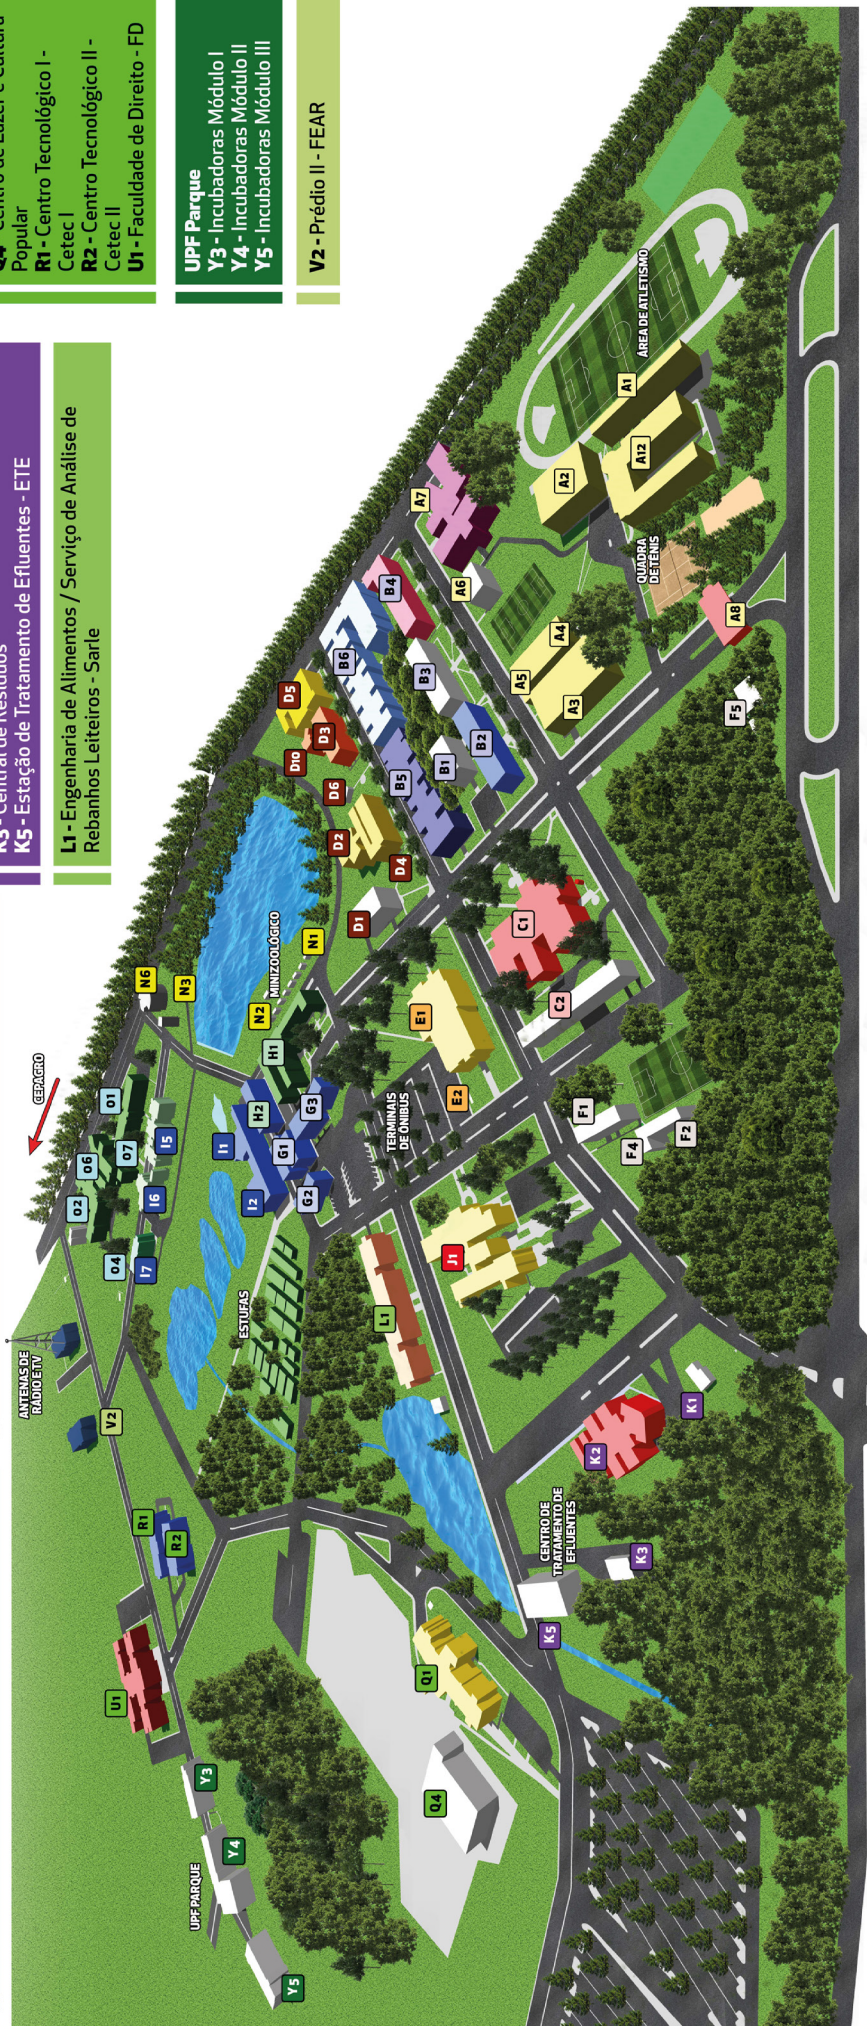 Popular
R1 - Centro Tecnológico I -
Cetec I
R2 - Centro Tecnológico II -
Cetec II
U1 - Faculdade de Direito - FD
UPF Parque
Y3 - Incubadoras Módulo I
Y4 - Incubadoras Módulo II
Y5 - Incubadoras Módulo III
V2 - Prédio II - FEAR
K5 - Estação de Tratamento de Efluentes - ETE
L1 - Engenharia de Alimentos / Serviço de Análise de
Rebanhos Leiteiros - Sarle
CEPAGRO
ANTENAS DE
RÁDIO E TV
V2
R1
R2
U1
Y3
Y4
Y5
UPF PARQUE
Q1
Q4
O1
O2
O4
O6
O7
I5
I6
I7
N6
N3
N2
N1
MINIZOOLÓGICO
H1
H2
I1
I2
G1
G2
G3
ESTUFAS
TERMINAIS
DE ÔNIBUS
L1
J1
E1
E2
D1
D2
D3
D4
D5
D6
D10
B1
B2
B3
B4
B5
B6
C1
C2
A1
A2
A3
A4
A5
A6
A7
A8
A12
ÁREA DE ATLETISMO
QUADRA
DE TÊNIS
F1
F2
F4
F5
K1
K2
K3
K5
CENTRO DE
TRATAMENTO DE
EFLUENTES